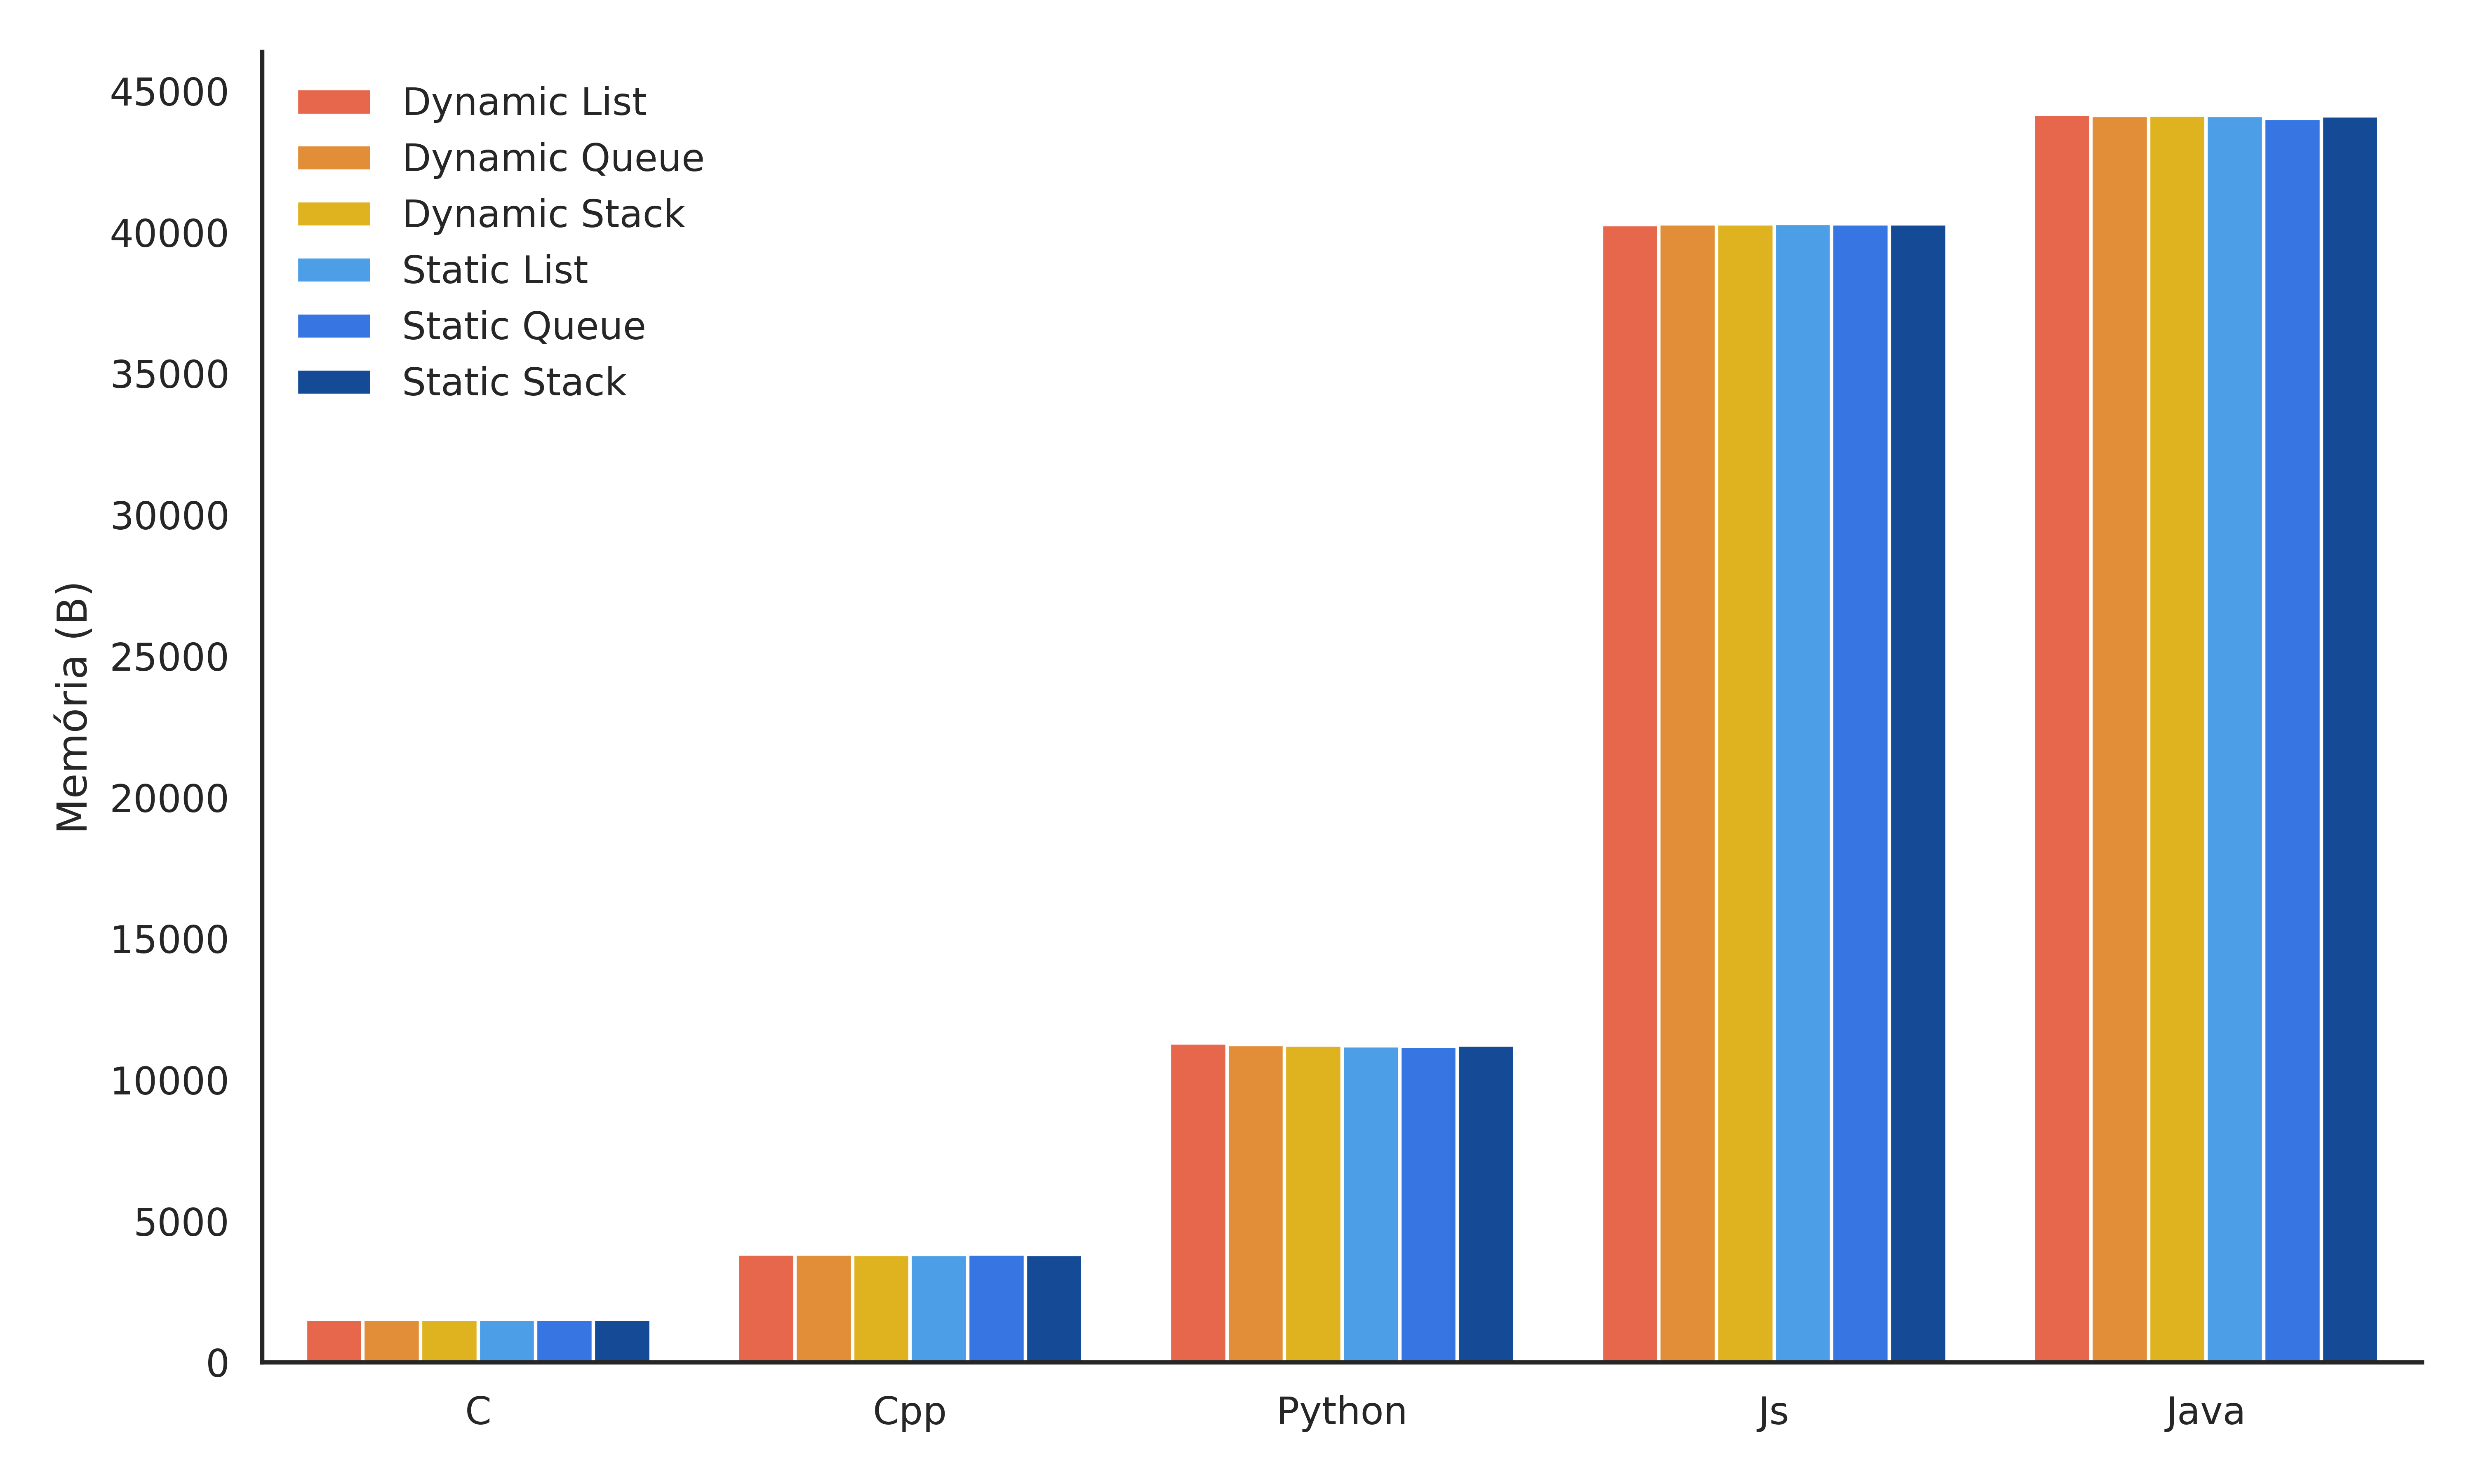 Memória (B)
45000
40000
35000
30000
25000
20000
15000
10000
5000
0
Dynamic List
Dynamic Queue
Dynamic Stack
Static List
Static Queue
Static Stack
C
Cpp
Python
Js
Java